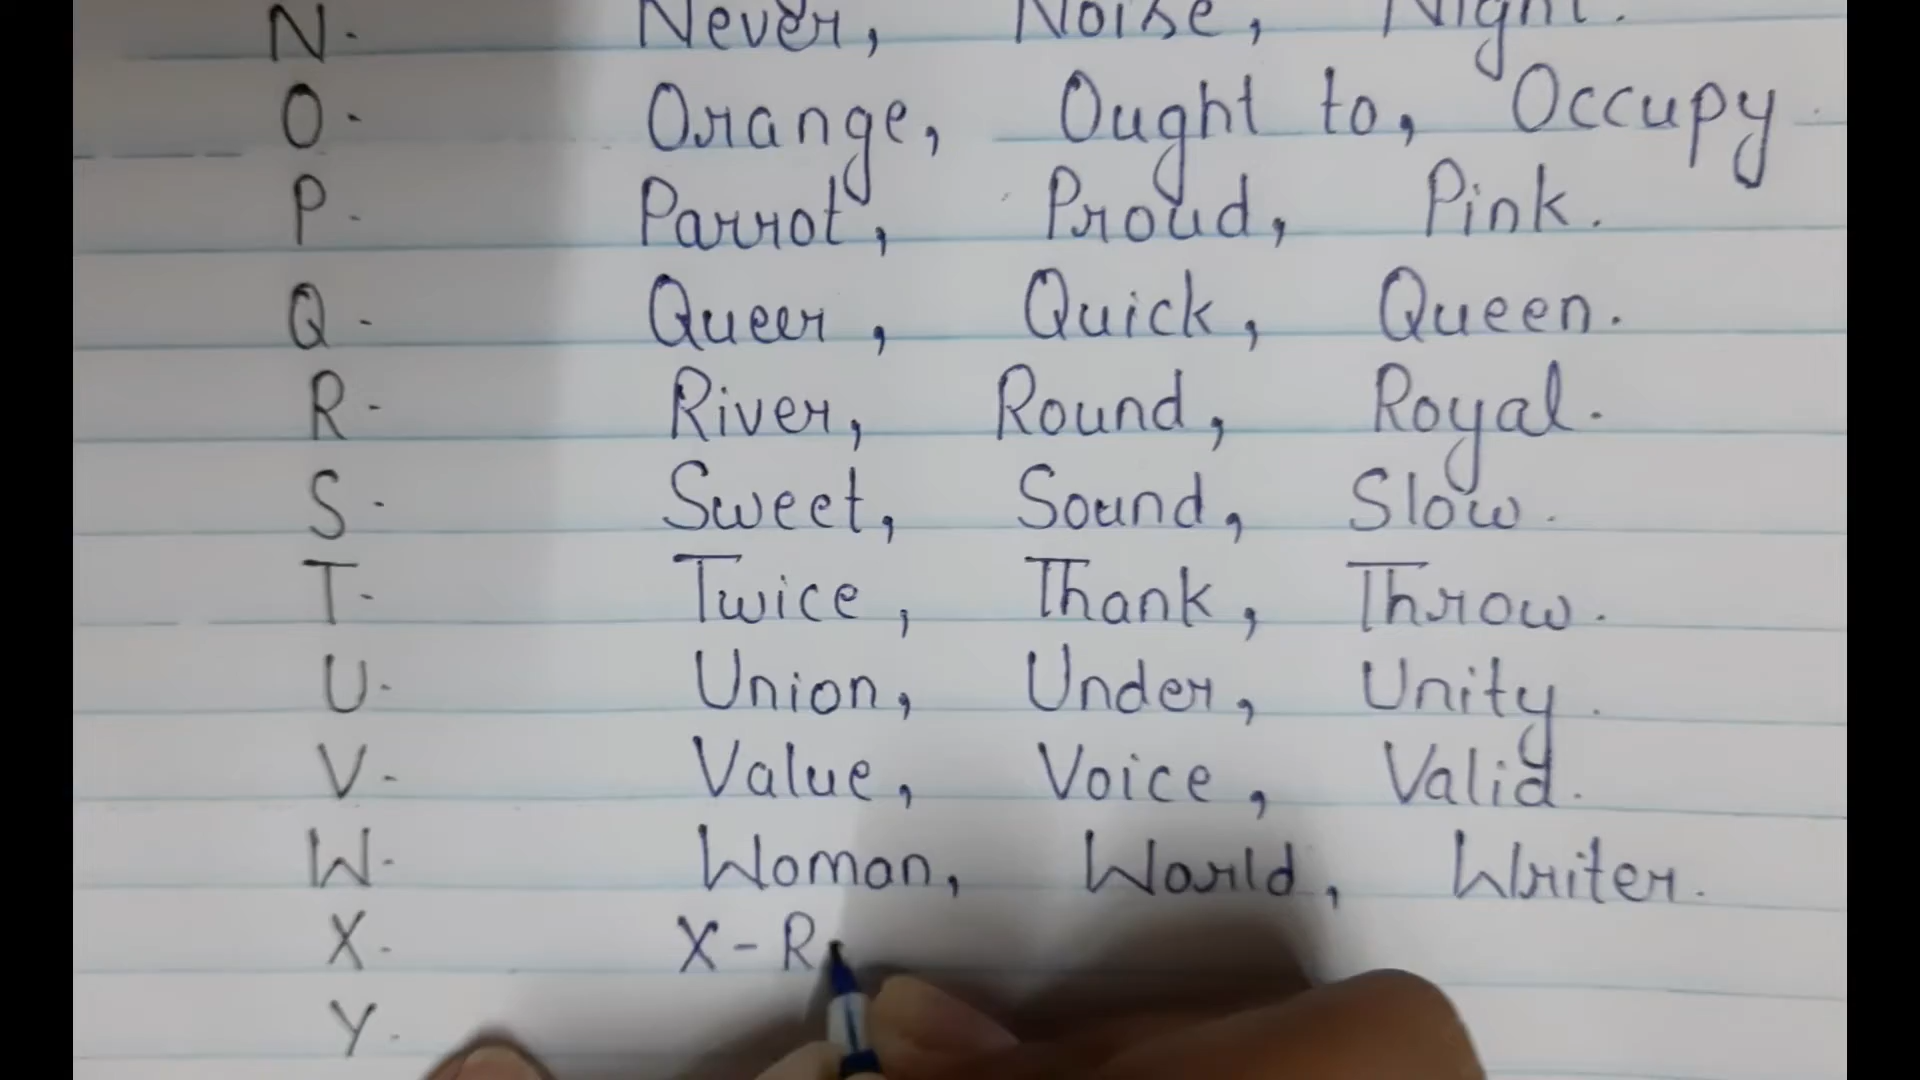 N- Never, Noise, Night.
O- Orange, Ought to, Occupy
P- Parrot, Proud, Pink.
Q- Queer, Quick, Queen.
R- River, Round, Royal.
S- Sweet, Sound, Slow.
T- Twice, Thank, Throw.
U- Union, Under, Unity.
V- Value, Voice, Valid.
W- Woman, World, Writer.
X- X-R
Y-